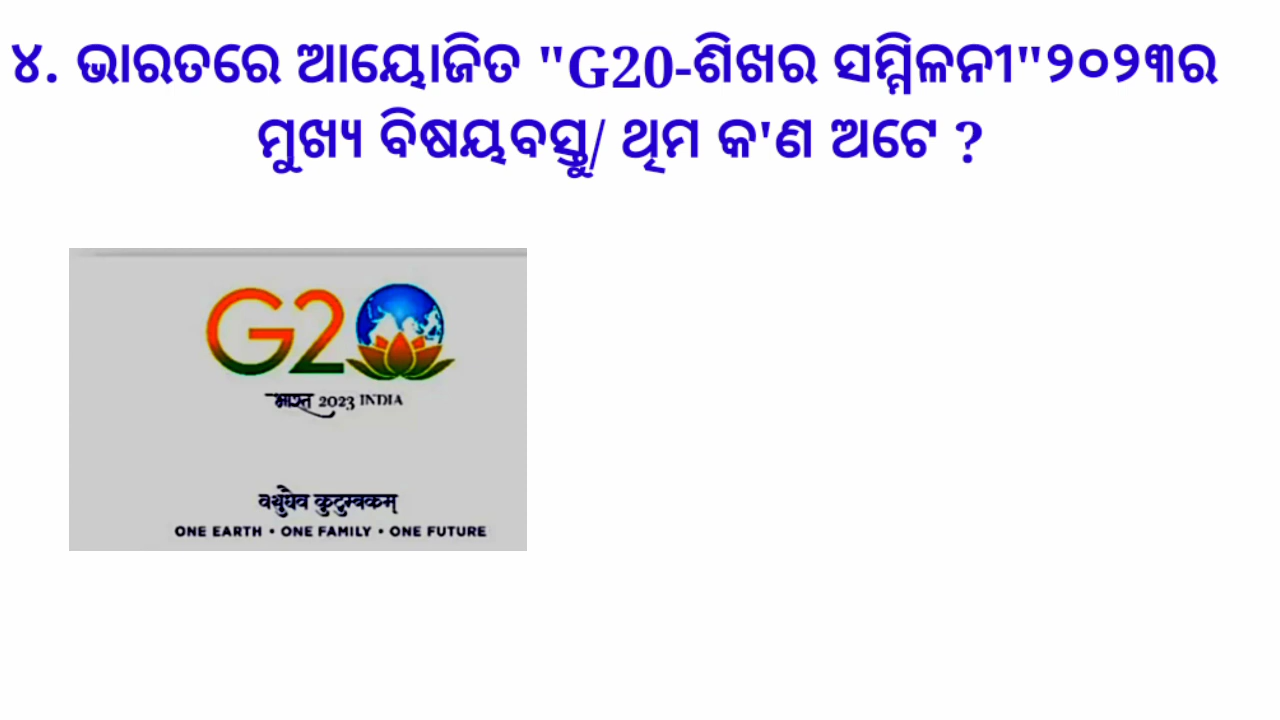 ୪. ଭାରତରେ ଆୟୋଜିତ "G20-ଶିଖର ସମ୍ମିଳନୀ"୨୦୨୩ର
ମୁଖ୍ୟ ବିଷୟବସ୍ତୁ/ ଥିମ କ'ଣ ଅଟେ ?
G20
भारत 2023 INDIA
वसुधैव कुटुम्बकम्
ONE EARTH • ONE FAMILY • ONE FUTURE